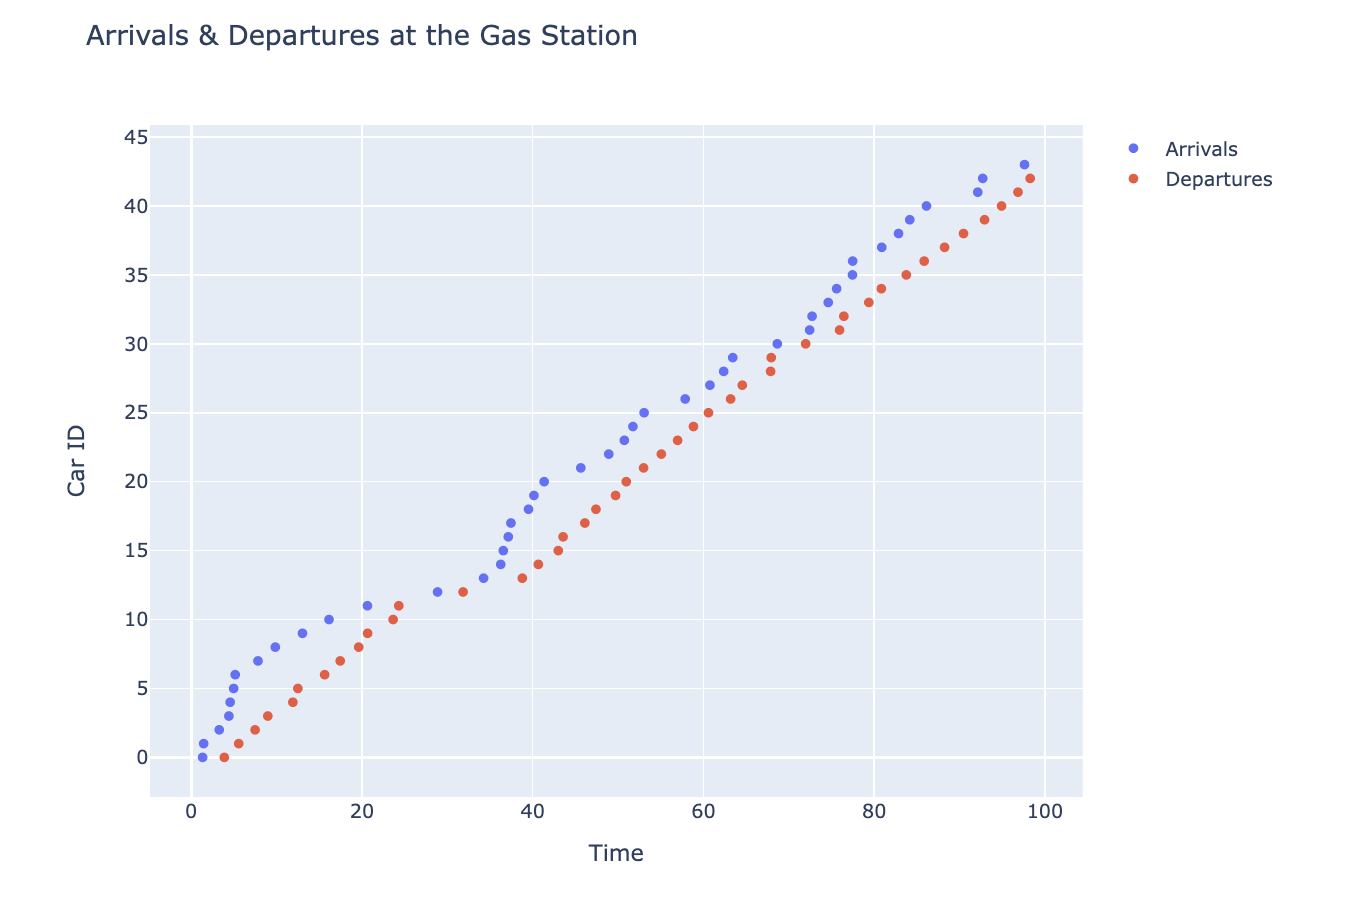 Arrivals & Departures at the Gas Station
45
40
35
30
25
20
15
10
5
0
Car ID
0 20 40 60 80 100
Time
Arrivals
Departures